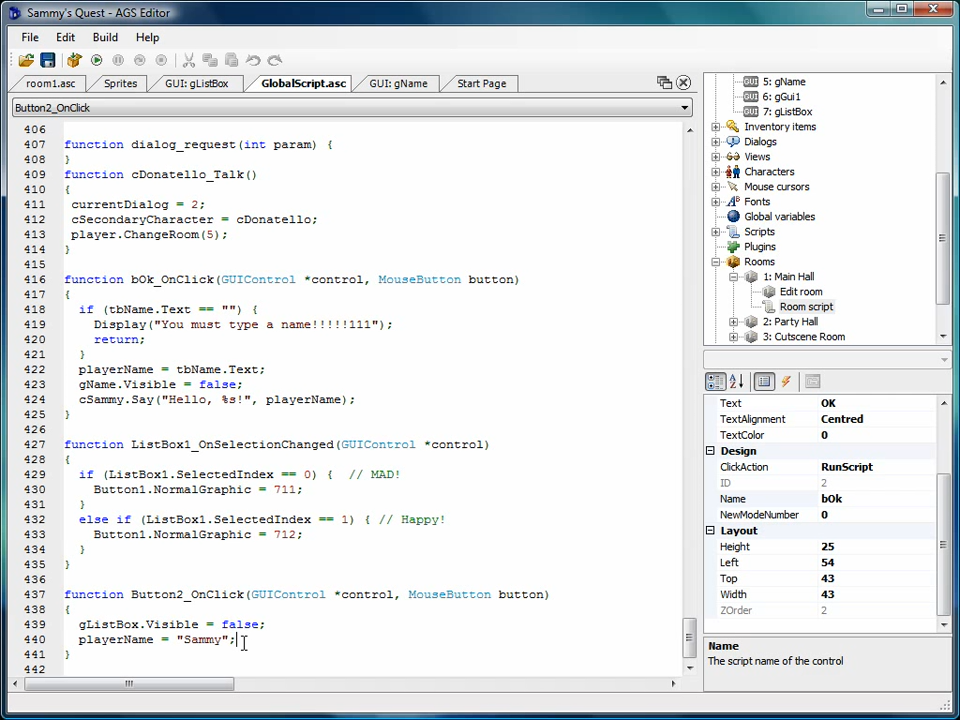 Sammy's Quest - AGS Editor
File Edit Build Help
room1.asc Sprites GUI: gListBox GlobalScript.asc GUI: gName Start Page
Button2_OnClick
406
407 function dialog_request(int param) {
408 }
409 function cDonatello_Talk()
410 {
411 currentDialog = 2;
412 cSecondaryCharacter = cDonatello;
413 player.ChangeRoom(5);
414 }
415
416 function bOk_OnClick(GUIControl *control, MouseButton button)
417 {
418 if (tbName.Text == "") {
419 Display("You must type a name!!!!!111");
420 return;
421 }
422 playerName = tbName.Text;
423 gName.Visible = false;
424 cSammy.Say("Hello, %s!", playerName);
425 }
426
427 function ListBox1_OnSelectionChanged(GUIControl *control)
428 {
429 if (ListBox1.SelectedIndex == 0) { // MAD!
430 Button1.NormalGraphic = 711;
431 }
432 else if (ListBox1.SelectedIndex == 1) { // Happy!
433 Button1.NormalGraphic = 712;
434 }
435 }
436
437 function Button2_OnClick(GUIControl *control, MouseButton button)
438 {
439 gListBox.Visible = false;
440 playerName = "Sammy";
441 }
442
GUI 5: gName
GUI 6: gGui1
GUI 7: gListBox
Inventory items
Dialogs
Views
Characters
Mouse cursors
Fonts
Global variables
Scripts
Plugins
Rooms
1: Main Hall
Edit room
Room script
2: Party Hall
3: Cutscene Room
Text OK
TextAlignment Centred
TextColor 0
Design
ClickAction RunScript
ID 2
Name bOk
NewModeNumber 0
Layout
Height 25
Left 54
Top 43
Width 43
ZOrder 2
Name
The script name of the control